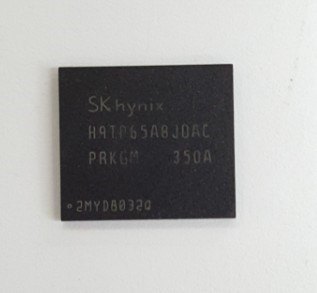 SK hynix
H9TP65A8JDAC
PRKGM 350A
2MYD8032Q